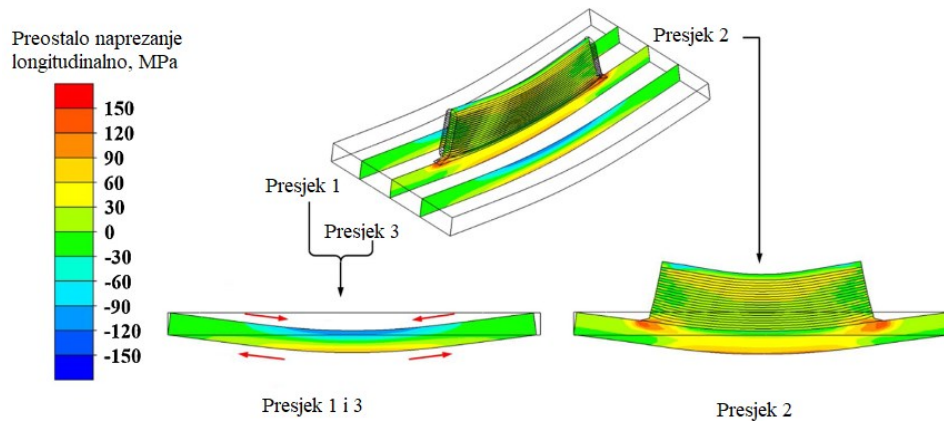 Preostalo naprezanje
longitudinalno, MPa
150
120
90
60
30
0
-30
-60
-90
-120
-150
Presjek 2
Presjek 1
Presjek 3
Presjek 1 i 3
Presjek 2